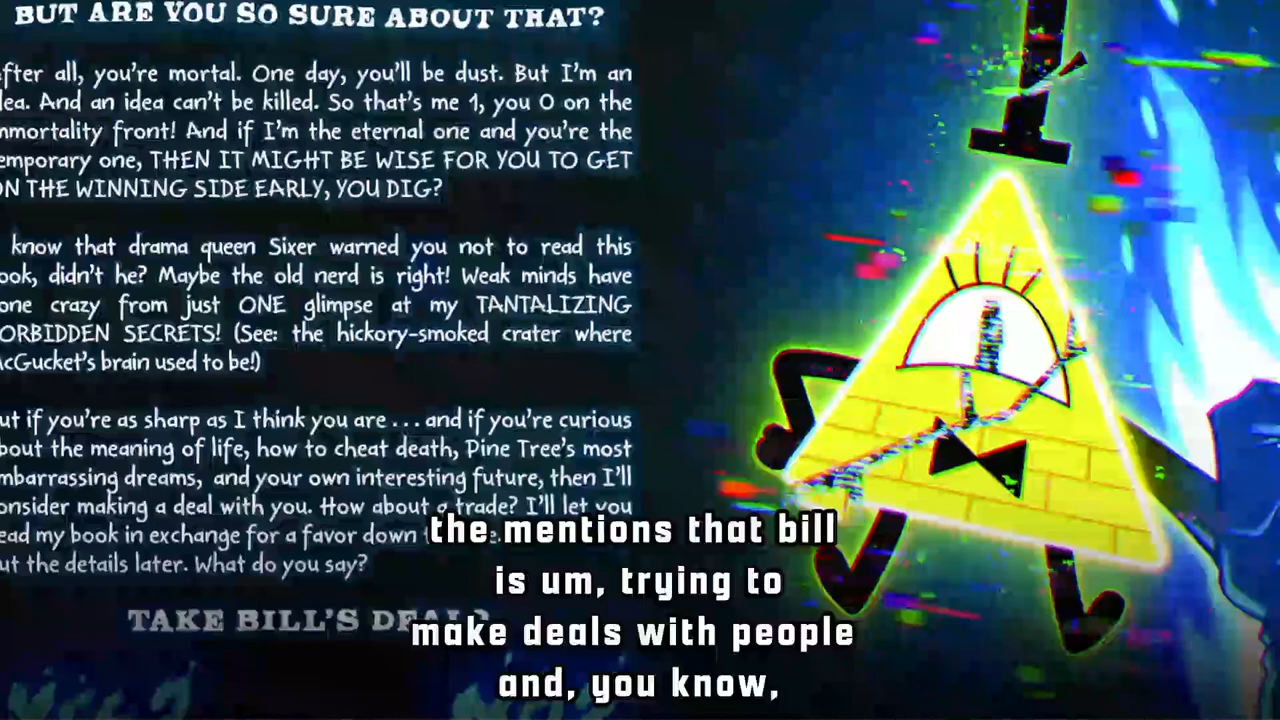 BUT ARE YOU SO SURE ABOUT THAT?
fter all, you're mortal. One day, you'll be dust. But I'm an
dea. And an idea can't be killed. So that's me 1, you 0 on the
mmortality front! And if I'm the eternal one and you're the
emporary one, THEN IT MIGHT BE WISE FOR YOU TO GET
ON THE WINNING SIDE EARLY, YOU DIG?
know that drama queen Sixer warned you not to read this
ook, didn't he? Maybe the old nerd is right! Weak minds have
one crazy from just ONE glimpse at my TANTALIZING
ORBIDDEN SECRETS! (See: the hickory-smoked crater where
McGucket's brain used to be!)
ut if you're as sharp as I think you are . . . and if you're curious
bout the meaning of life, how to cheat death, Pine Tree's most
mbarrassing dreams, and your own interesting future, then I'll
onsider making a deal with you. How about a trade? I'll let you
ead my book in exchange for a favor down
ut the details later. What do you say?
TAKE BILL'S DEAL?
the mentions that bill
is um, trying to
make deals with people
and, you know,